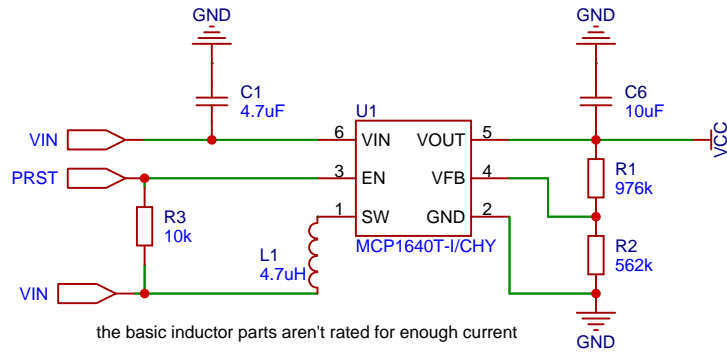 GND
GND
C1
4.7uF
C6
10uF
U1
VIN
6
VIN
VOUT
5
VCC
PRST
3
EN
VFB
4
R1
976k
R3
10k
1
SW
GND
2
L1
4.7uH
MCP1640T-I/CHY
R2
562k
VIN
the basic inductor parts aren't rated for enough current
GND